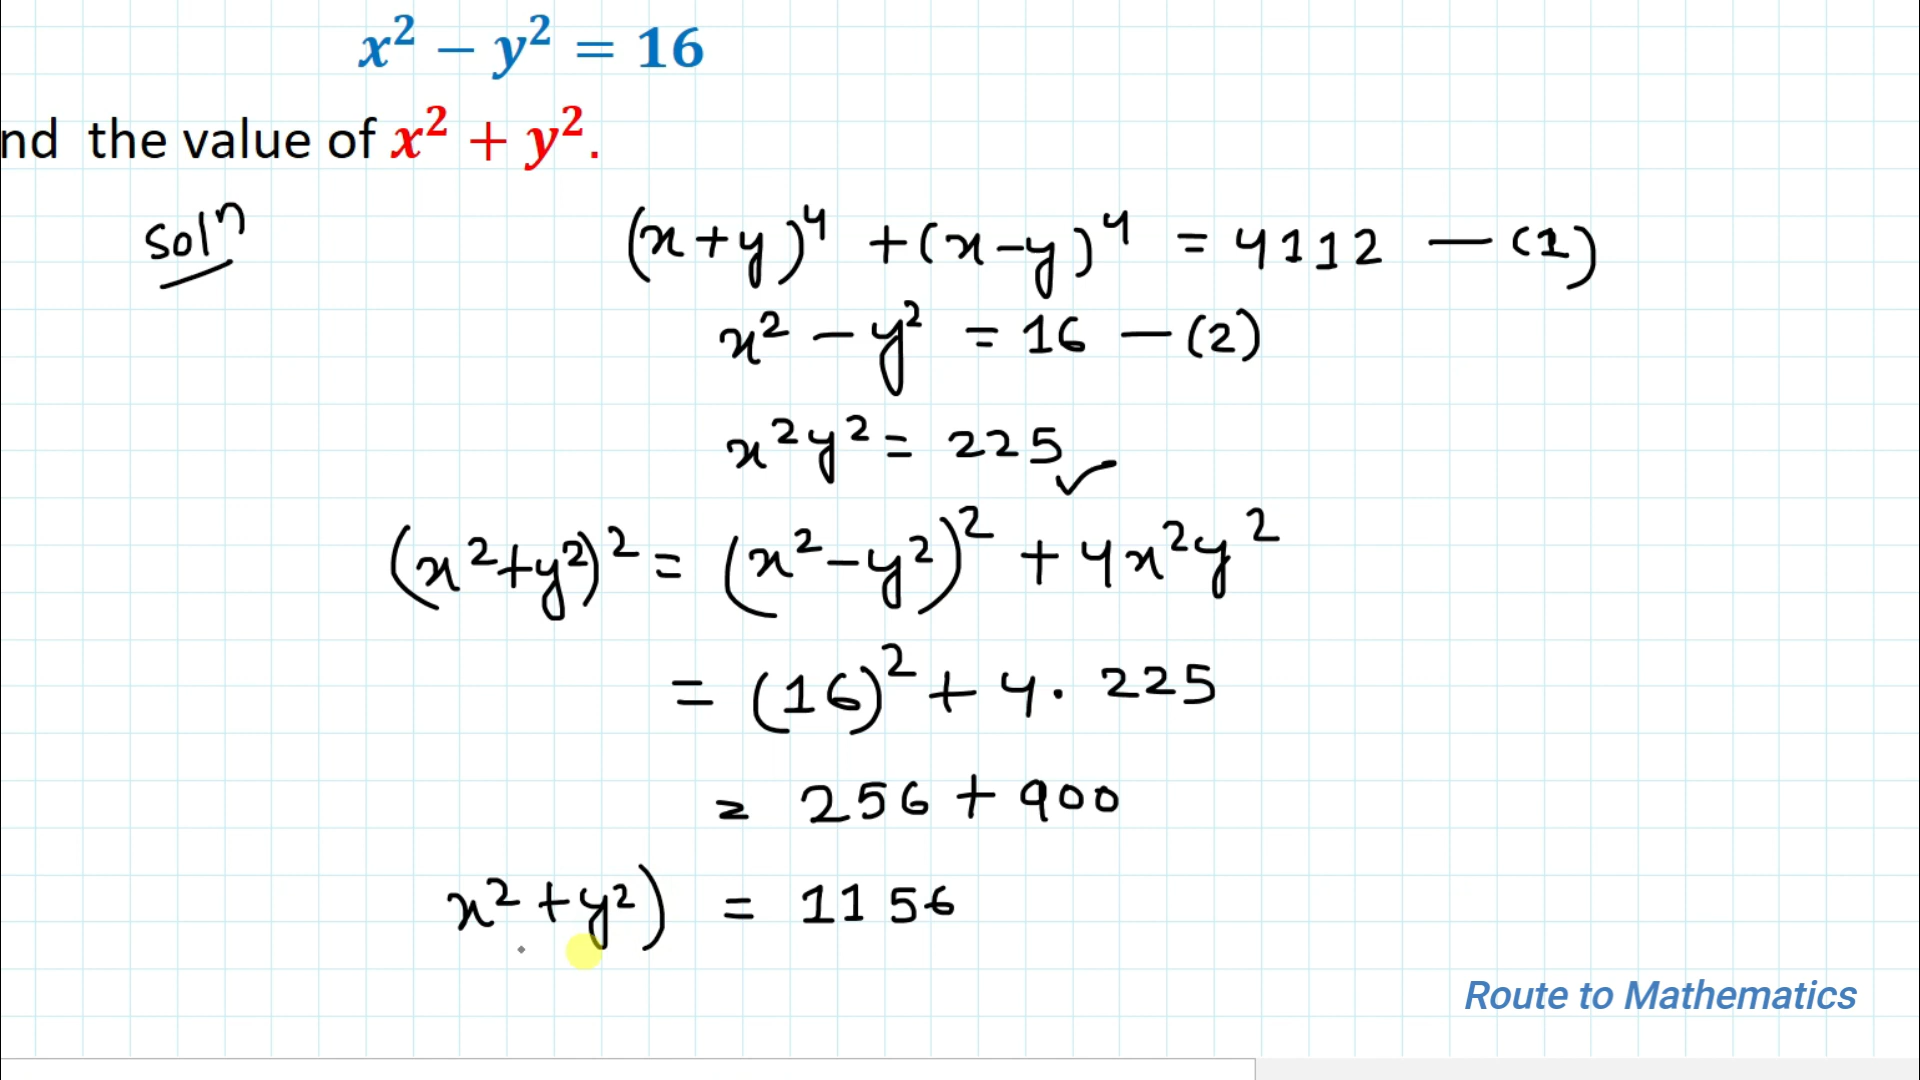 x² − y² = 16
nd the value of x² + y².
Solⁿ
(x+y)⁴ + (x−y)⁴ = 4112 — (1)
x² − y² = 16 — (2)
x²y² = 225 ✓
(x²+y²)² = (x²−y²)² + 4x²y²
= (16)² + 4 · 225
= 256 + 900
x² + y²) = 1156
Route to Mathematics